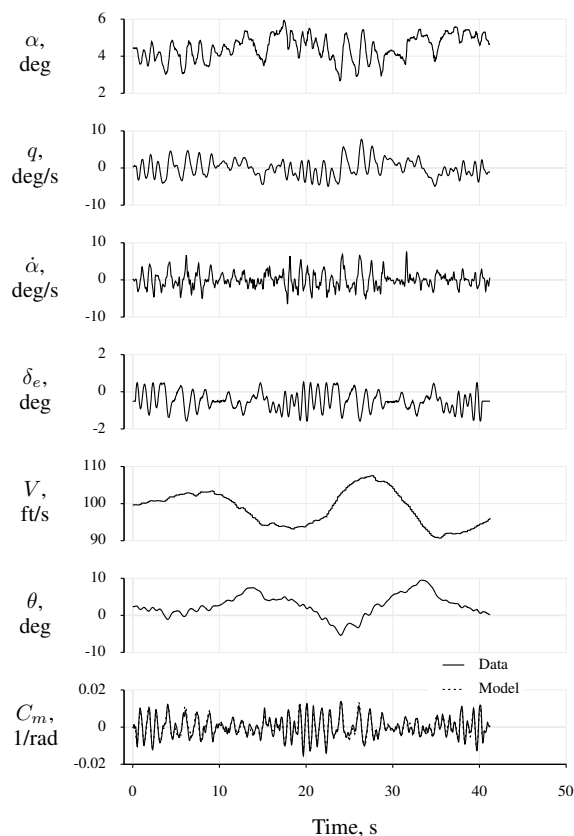 6
α,
4
deg
2
10
q,
0
deg/s
-10
10
α̇,
0
deg/s
-10
2
δe,
0
deg
-2
110
V,
100
ft/s
90
10
θ,
0
deg
-10
Data
Model
0.02
Cm,
0
1/rad
-0.02
0 10 20 30 40 50
Time, s